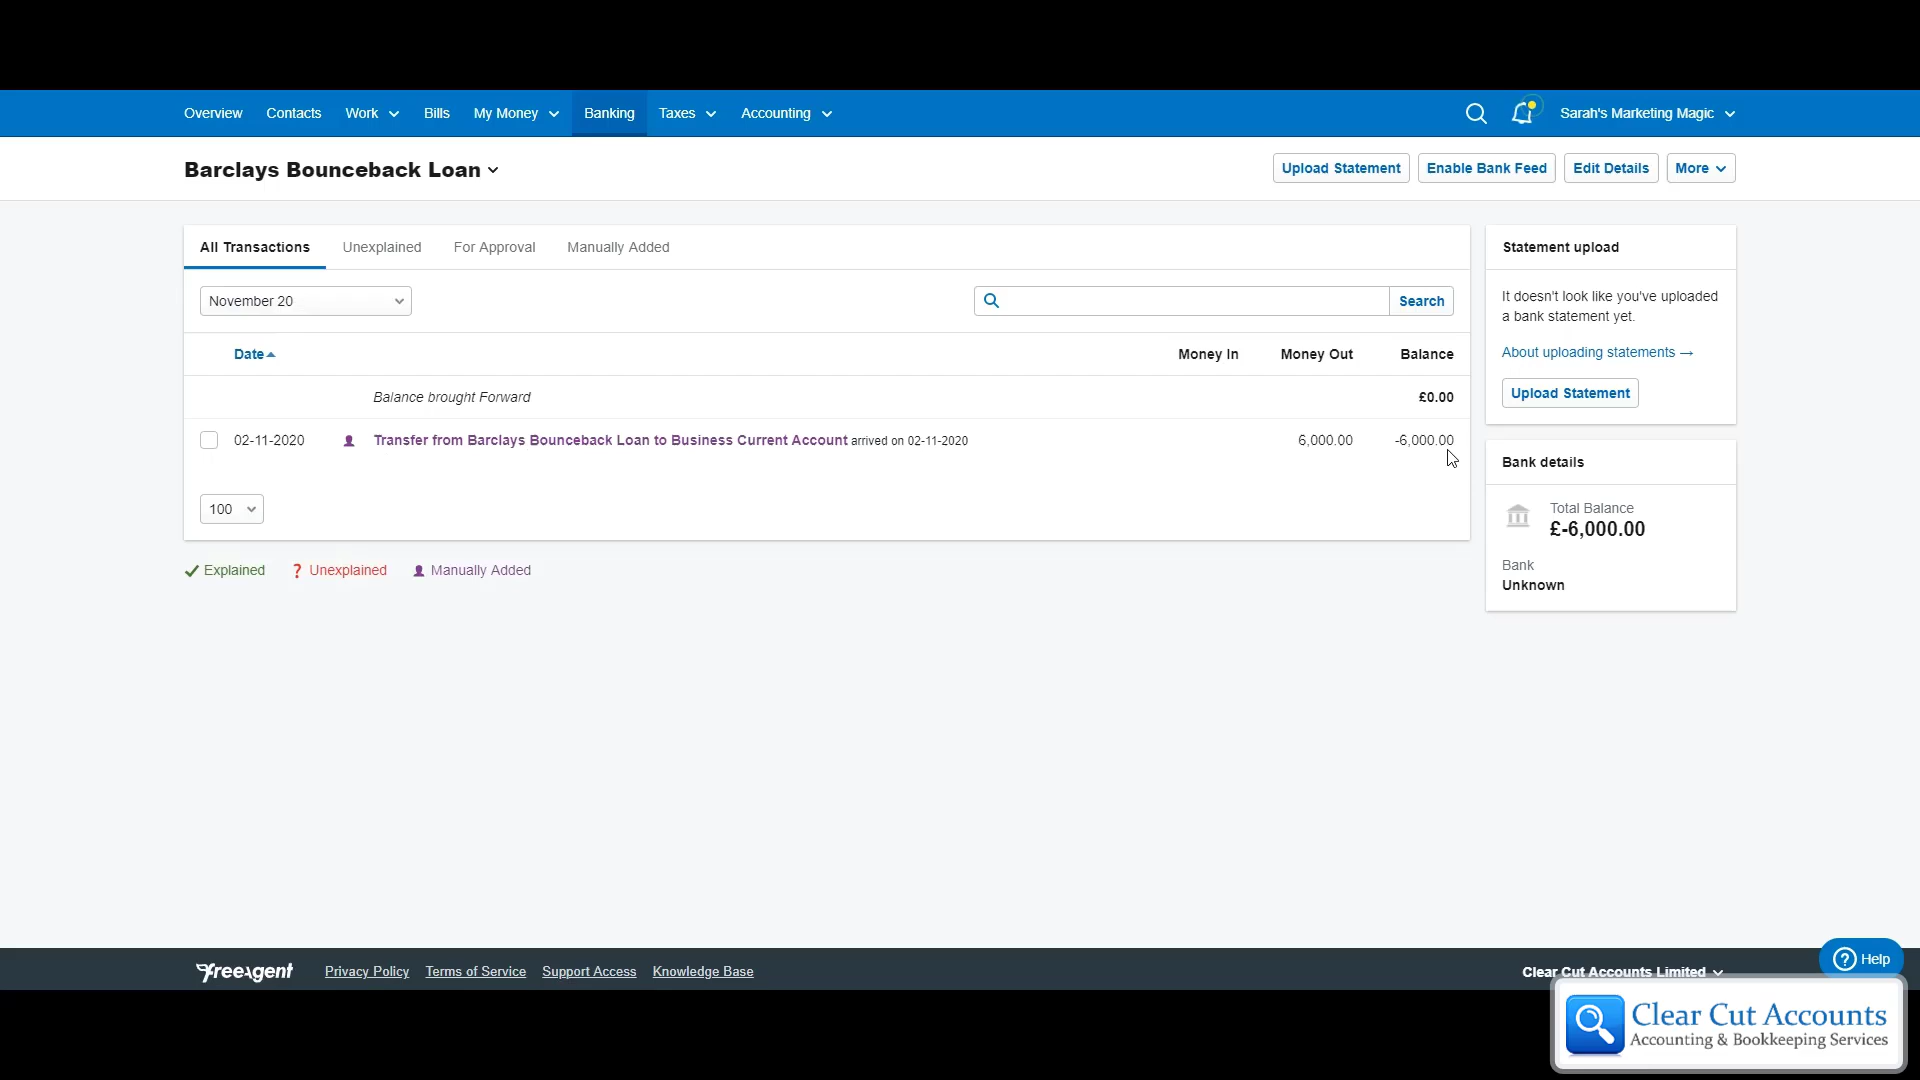 Overview Contacts Work Bills My Money Banking Taxes Accounting Sarah's Marketing Magic
Barclays Bounceback Loan Upload Statement Enable Bank Feed Edit Details More
All Transactions Unexplained For Approval Manually Added
November 20 Search
Date Money In Money Out Balance
Balance brought Forward £0.00
02-11-2020 Transfer from Barclays Bounceback Loan to Business Current Account arrived on 02-11-2020 6,000.00 -6,000.00
100
Explained ? Unexplained Manually Added
Statement upload
It doesn't look like you've uploaded
a bank statement yet.
About uploading statements →
Upload Statement
Bank details
Total Balance
£-6,000.00
Bank
Unknown
freeagent Privacy Policy Terms of Service Support Access Knowledge Base Clear Cut Accounts Limited
? Help
Clear Cut Accounts
Accounting & Bookkeeping Services